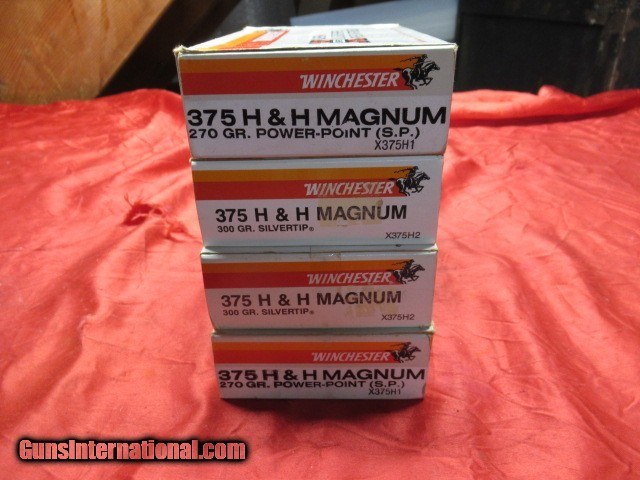 WINCHESTER
375 H & H MAGNUM
270 GR. POWER-POINT (S.P.)
X375H1
WINCHESTER
375 H & H MAGNUM
300 GR. SILVERTIP®
X375H2
WINCHESTER
375 H & H MAGNUM
300 GR. SILVERTIP®
X375H2
WINCHESTER
375 H & H MAGNUM
270 GR. POWER-POINT (S.P.)
X375H1
GunsInternational.com